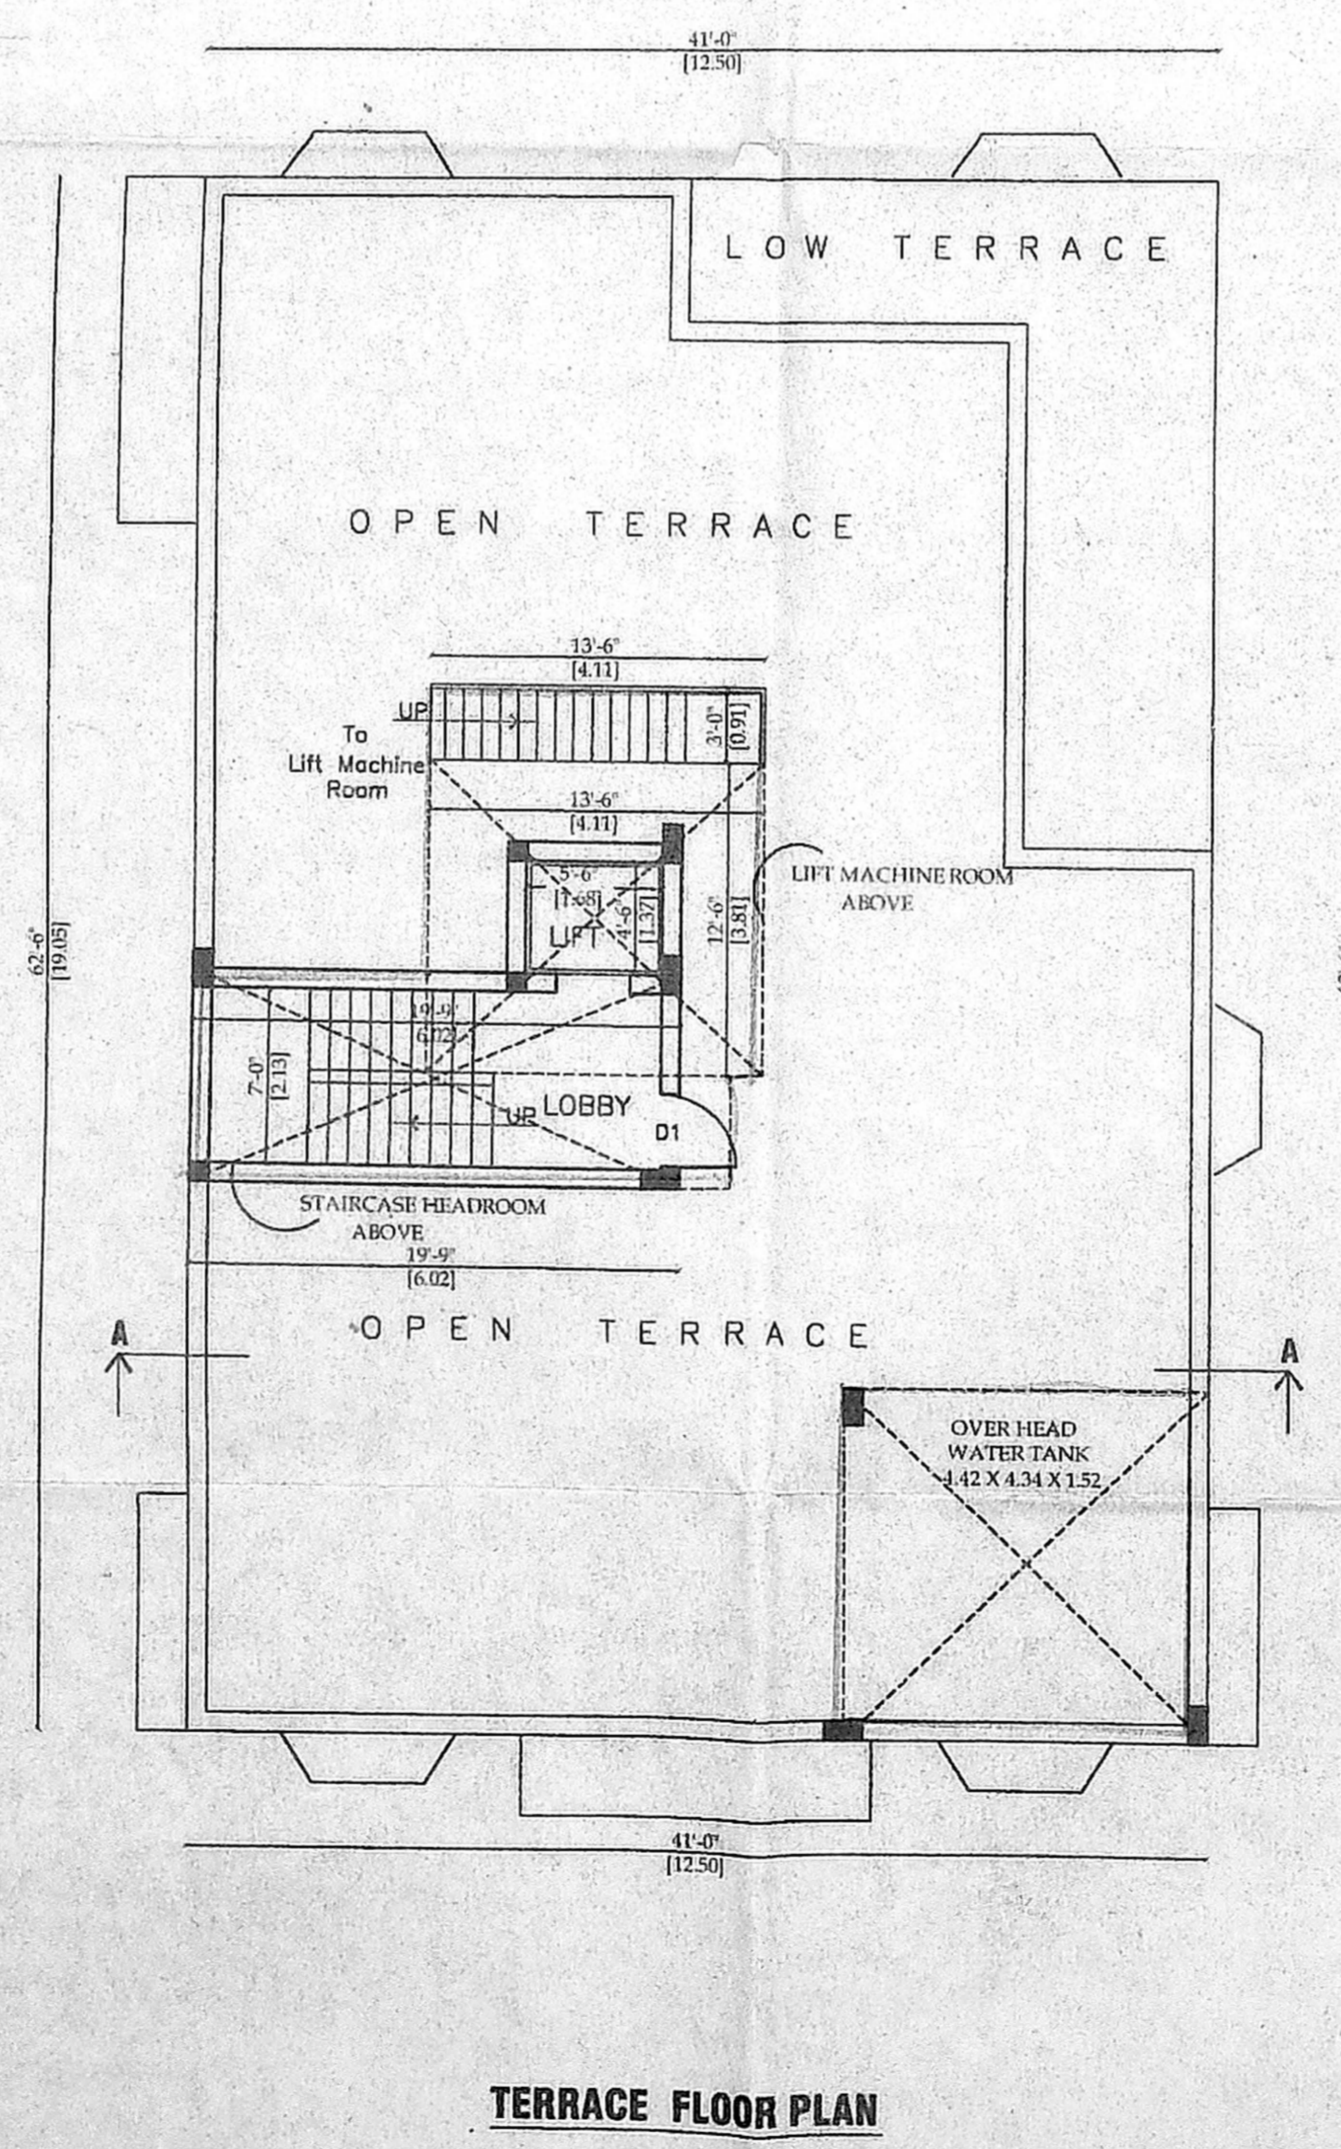 41'-0"
[12.50]
LOW TERRACE
OPEN TERRACE
13'-6"
[4.11]
UP
To
Lift Machine
Room
3'-0"
[0.91]
13'-6"
[4.11]
5'-6"
[1.68]
4'-6"
[1.37]
LIFT
12'-6"
[3.81]
LIFT MACHINE ROOM
ABOVE
62'-6"
[19.05]
19'-9"
6.02]
7'-0"
[2.13]
UP
LOBBY
D1
STAIRCASE HEADROOM
ABOVE
19'-9"
[6.02]
OPEN TERRACE
A
A
OVER HEAD
WATER TANK
4.42 X 4.34 X 1.52
41'-0"
[12.50]
TERRACE FLOOR PLAN